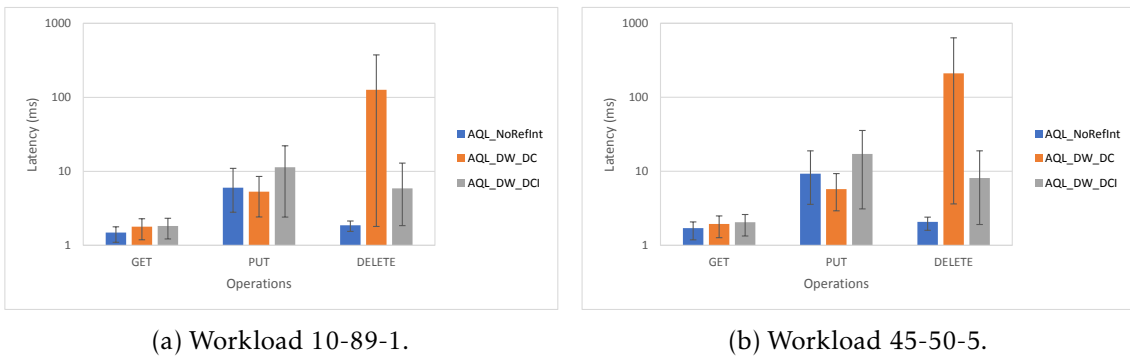 1000
100
10
1
Latency (ms)
GET
PUT
DELETE
Operations
AQL_NoRefInt
AQL_DW_DC
AQL_DW_DCI
(a) Workload 10-89-1.
1000
100
10
1
Latency (ms)
GET
PUT
DELETE
Operations
AQL_NoRefInt
AQL_DW_DC
AQL_DW_DCI
(b) Workload 45-50-5.